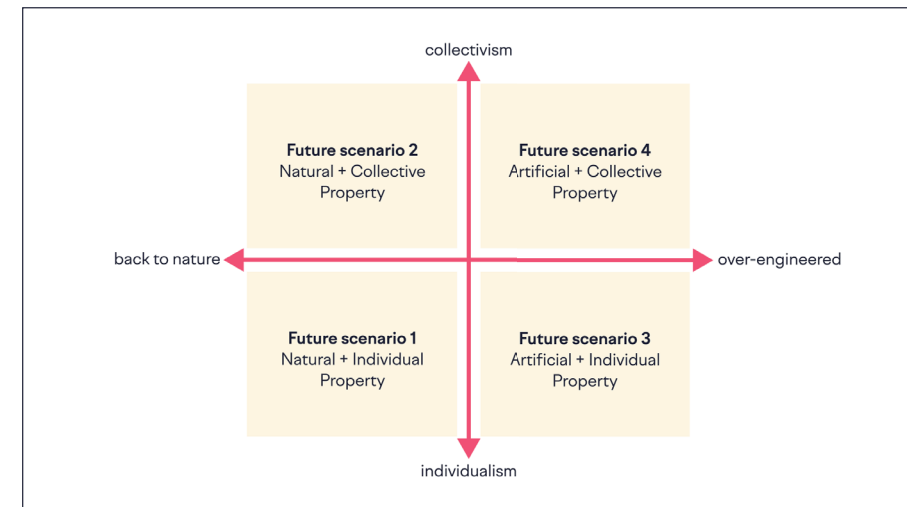 collectivism
Future scenario 2
Natural + Collective
Property
Future scenario 4
Artificial + Collective
Property
back to nature
over-engineered
Future scenario 1
Natural + Individual
Property
Future scenario 3
Artificial + Individual
Property
individualism